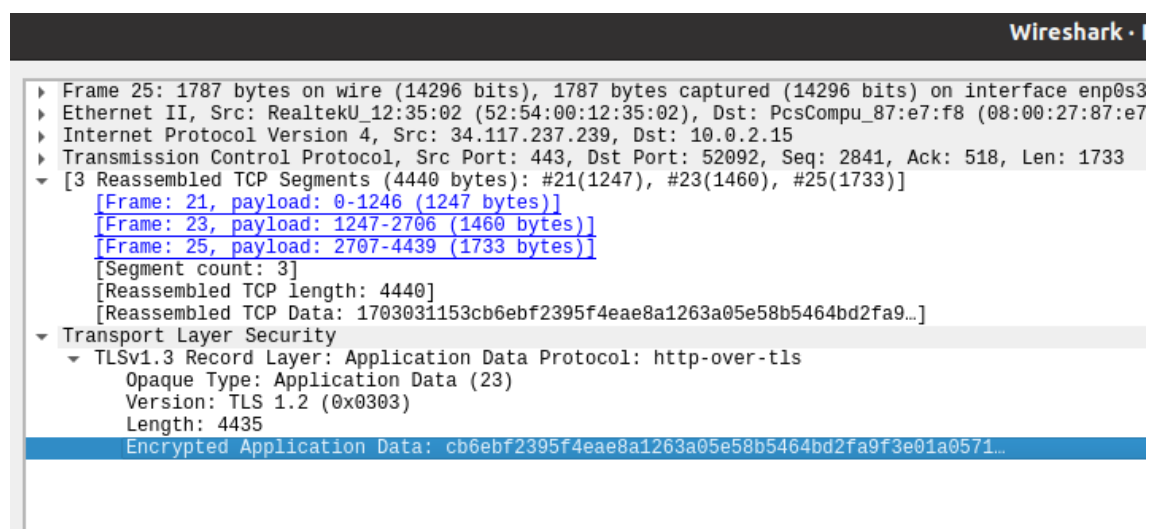 Wireshark ·
Frame 25: 1787 bytes on wire (14296 bits), 1787 bytes captured (14296 bits) on interface enp0s3
Ethernet II, Src: RealtekU_12:35:02 (52:54:00:12:35:02), Dst: PcsCompu_87:e7:f8 (08:00:27:87:e7
Internet Protocol Version 4, Src: 34.117.237.239, Dst: 10.0.2.15
Transmission Control Protocol, Src Port: 443, Dst Port: 52092, Seq: 2841, Ack: 518, Len: 1733
[3 Reassembled TCP Segments (4440 bytes): #21(1247), #23(1460), #25(1733)]
[Frame: 21, payload: 0-1246 (1247 bytes)]
[Frame: 23, payload: 1247-2706 (1460 bytes)]
[Frame: 25, payload: 2707-4439 (1733 bytes)]
[Segment count: 3]
[Reassembled TCP length: 4440]
[Reassembled TCP Data: 1703031153cb6ebf2395f4eae8a1263a05e58b5464bd2fa9…]
Transport Layer Security
TLSv1.3 Record Layer: Application Data Protocol: http-over-tls
Opaque Type: Application Data (23)
Version: TLS 1.2 (0x0303)
Length: 4435
Encrypted Application Data: cb6ebf2395f4eae8a1263a05e58b5464bd2fa9f3e01a0571…